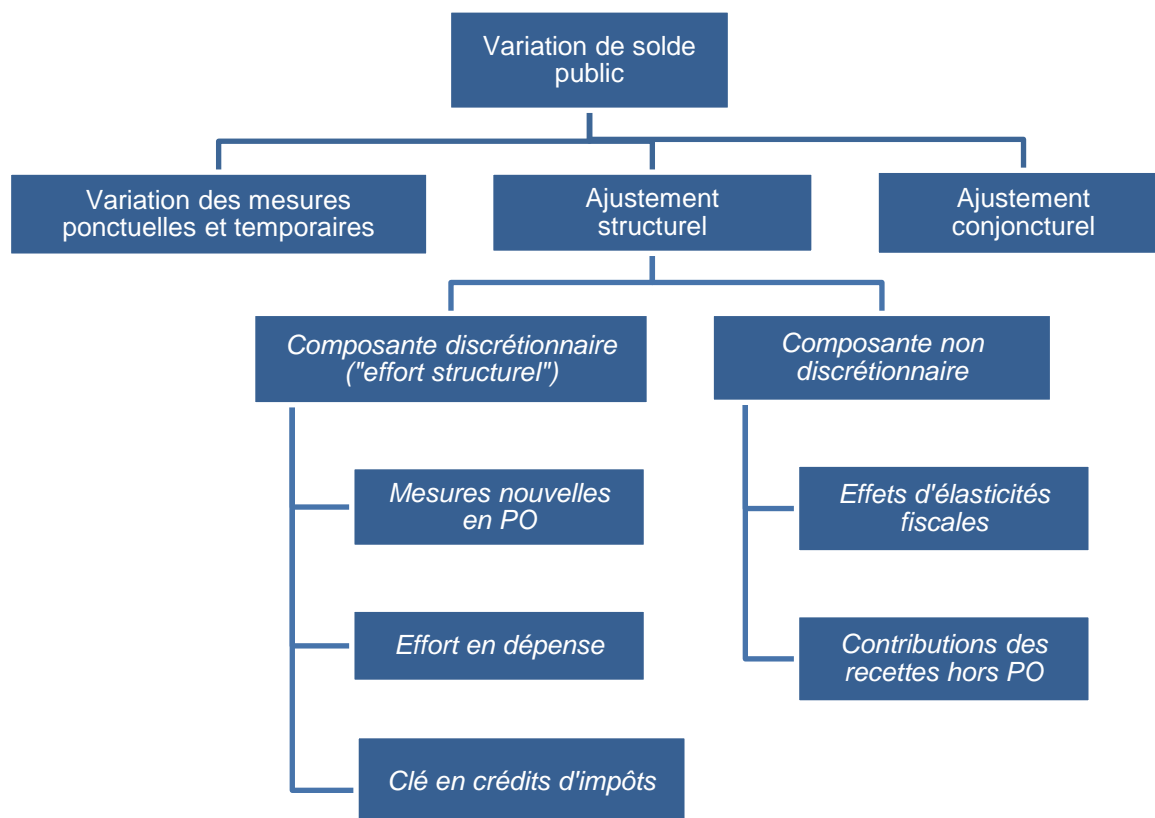 Variation de solde
public
Variation des mesures
ponctuelles et temporaires
Ajustement
structurel
Ajustement
conjoncturel
Composante discrétionnaire
("effort structurel")
Composante non
discrétionnaire
Mesures nouvelles
en PO
Effort en dépense
Clé en crédits d'impôts
Effets d'élasticités
fiscales
Contributions des
recettes hors PO